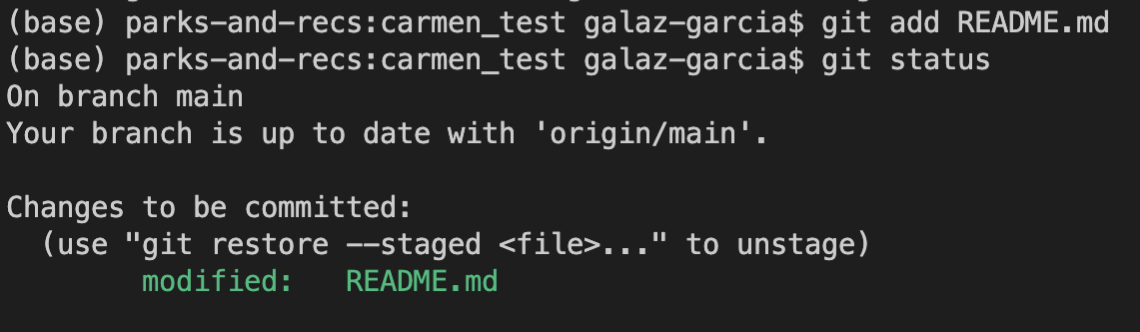 (base) parks-and-recs:carmen_test galaz-garcia$ git add README.md
(base) parks-and-recs:carmen_test galaz-garcia$ git status
On branch main
Your branch is up to date with 'origin/main'.
Changes to be committed:
  (use "git restore --staged <file>..." to unstage)
        modified:   README.md